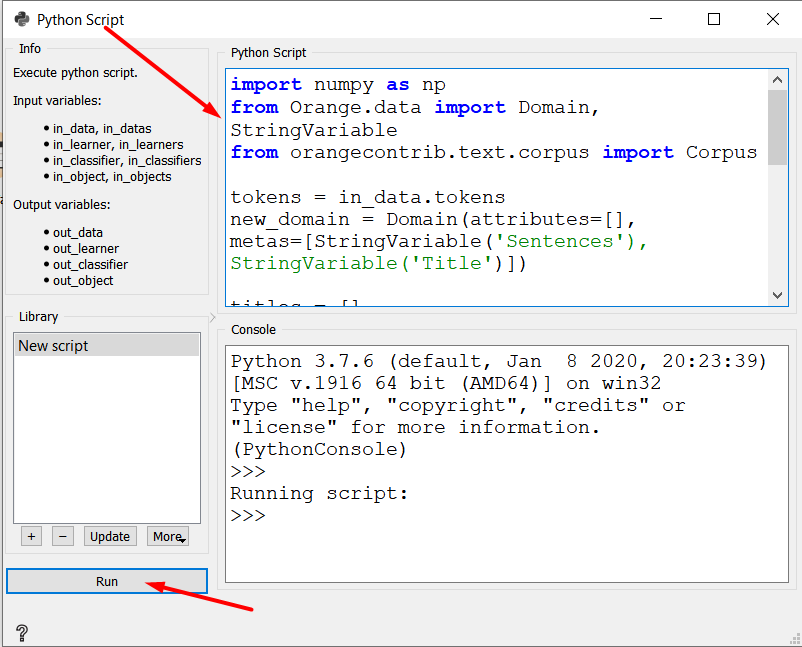 Python Script
Info
Execute python script.
Input variables:
• in_data, in_datas
• in_learner, in_learners
• in_classifier, in_classifiers
• in_object, in_objects
Output variables:
• out_data
• out_learner
• out_classifier
• out_object
Library
New script
+ − Update More
Run
?
Python Script
import numpy as np
from Orange.data import Domain,
StringVariable
from orangecontrib.text.corpus import Corpus
tokens = in_data.tokens
new_domain = Domain(attributes=[],
metas=[StringVariable('Sentences'),
StringVariable('Title')])
titles = []
Console
Python 3.7.6 (default, Jan  8 2020, 20:23:39)
[MSC v.1916 64 bit (AMD64)] on win32
Type "help", "copyright", "credits" or
"license" for more information.
(PythonConsole)
>>>
Running script:
>>>